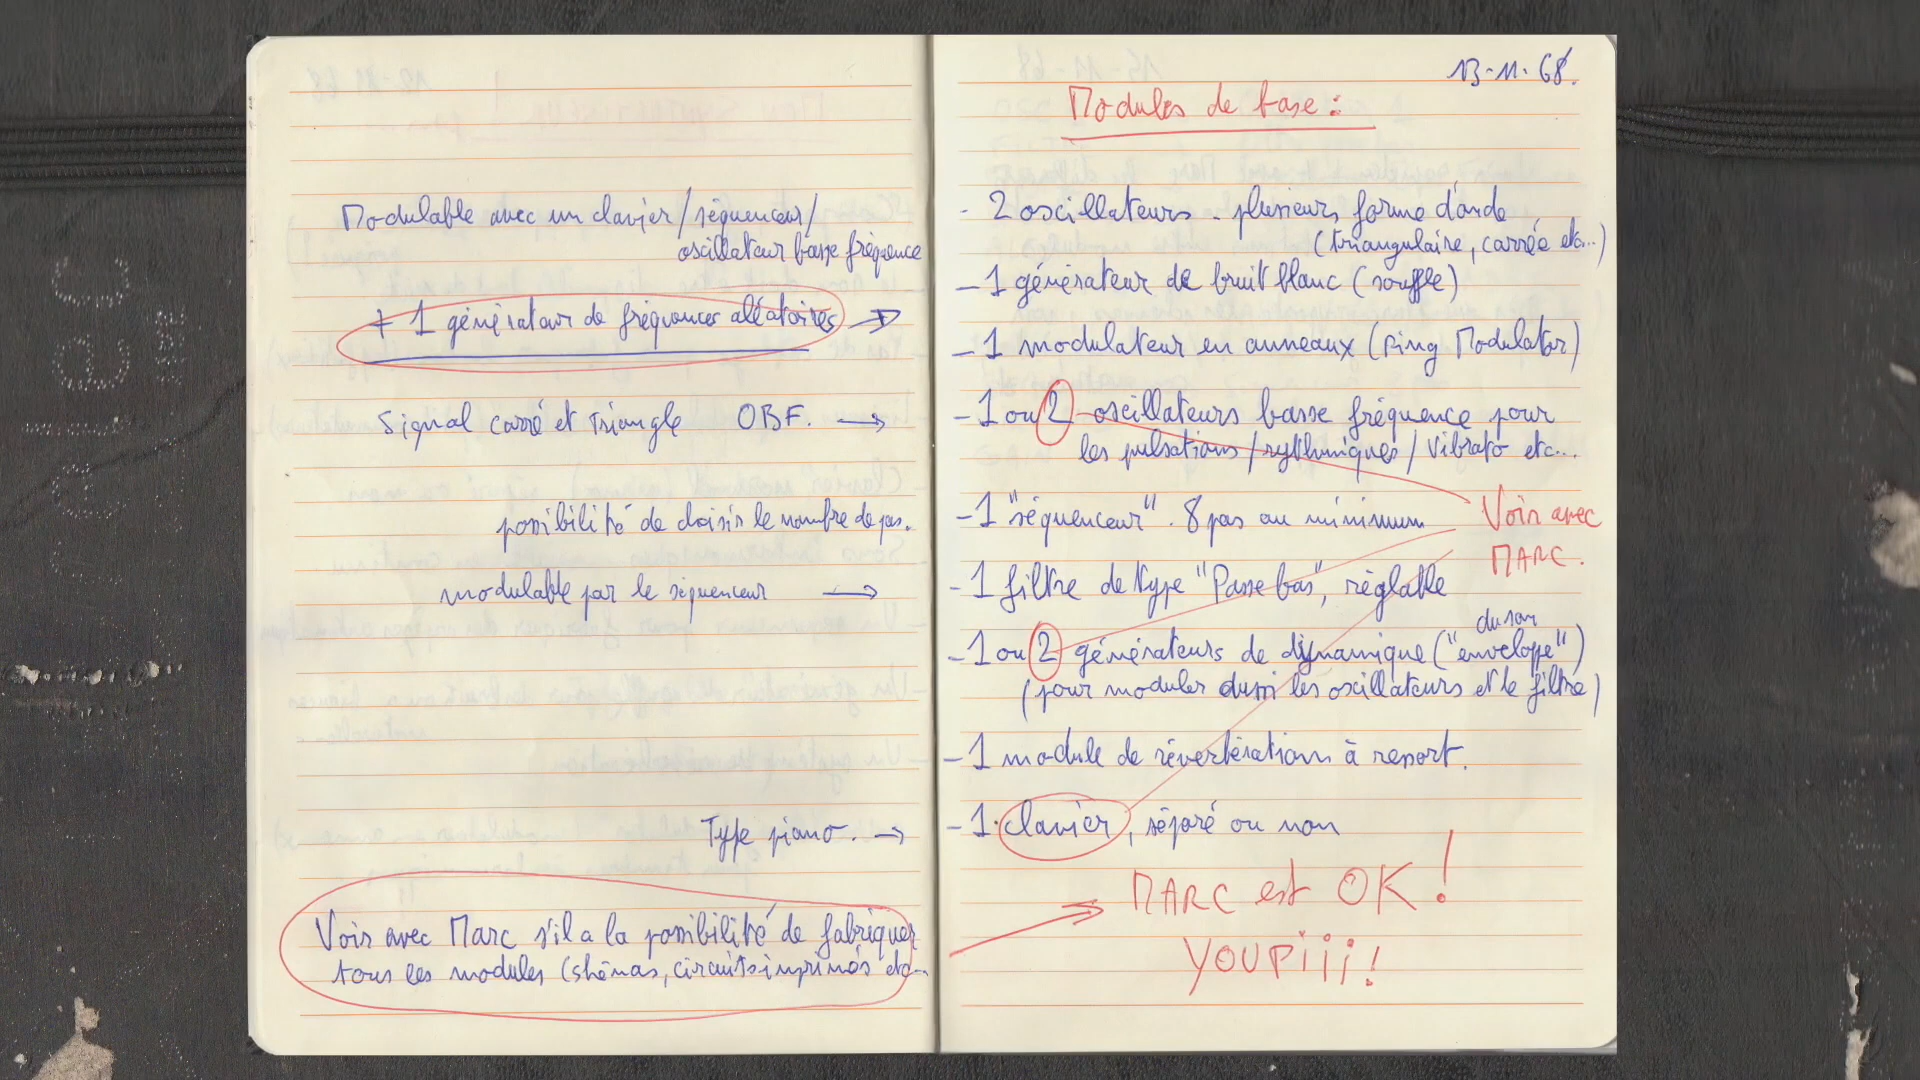 Modulable avec un clavier/séquenceur/
oscillateur basse fréquence
+ 1 générateur de fréquences aléatoires →
Signal carré et triangle OBF. →
possibilité de choisir le nombre de pas.
modulable par le séquenceur →
Type piano. →
Voir avec Marc s'il a la possibilité de fabriquer
tous les modules (shémas, circuits imprimés etc...
13-11-68.
Modules de base :
- 2 oscillateurs - plusieurs forme d'onde
(triangulaire, carrée etc...)
- 1 générateur de bruit blanc (souffle)
- 1 modulateur en anneaux (Ring Modulator)
- 1 ou 2 oscillateurs basse fréquence pour
les pulsations/rythmiques/Vibrato etc...
- 1 "séquenceur". 8 pas au minimum
Voir avec
MARC.
- 1 filtre de type "Passe bas", réglable
- 1 ou 2 générateurs de dynamique ("enveloppe" du son)
(pour moduler aussi les oscillateurs et le filtre)
- 1 module de réverbérations à ressort.
- 1 clavier, séparé ou non
→ MARC est OK !
YOUPiii !